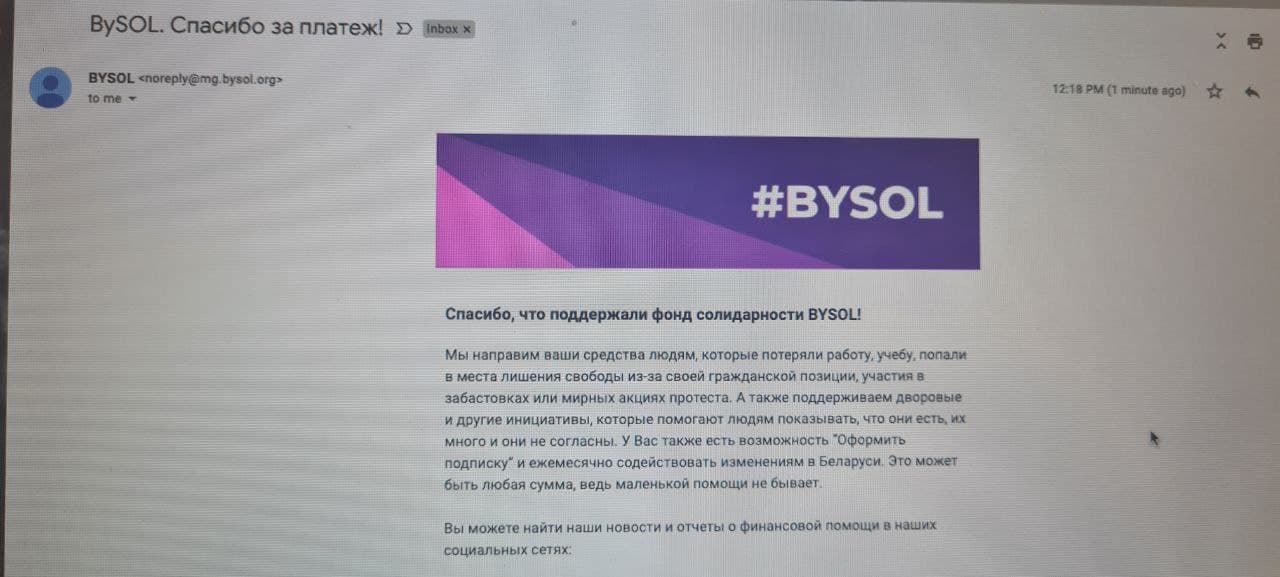 BySOL. Спасибо за платеж! Inbox x
BYSOL <noreply@mg.bysol.org>
to me
12:18 PM (1 minute ago)
#BYSOL
Спасибо, что поддержали фонд солидарности BYSOL!
Мы направим ваши средства людям, которые потеряли работу, учебу, попали
в места лишения свободы из-за своей гражданской позиции, участия в
забастовках или мирных акциях протеста. А также поддерживаем дворовые
и другие инициативы, которые помогают людям показывать, что они есть, их
много и они не согласны. У Вас также есть возможность "Оформить
подписку" и ежемесячно содействовать изменениям в Беларуси. Это может
быть любая сумма, ведь маленькой помощи не бывает.
Вы можете найти наши новости и отчеты о финансовой помощи в наших
социальных сетях: